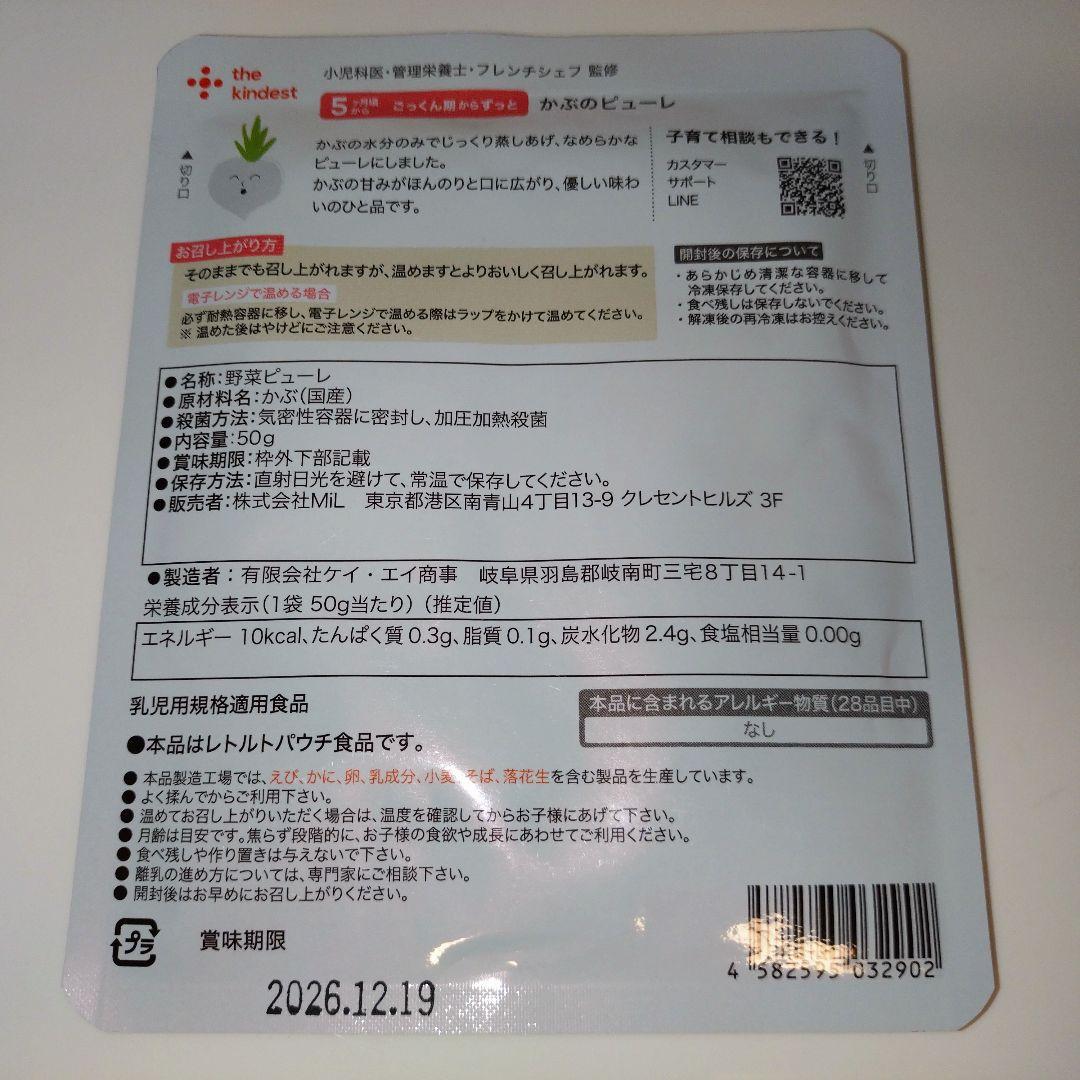 the
kindest
小児科医・管理栄養士・フレンチシェフ 監修
5ヶ月頃から ごっくん期からずっと かぶのピューレ
かぶの水分のみでじっくり蒸しあげ、なめらかな
ピューレにしました。
かぶの甘みがほんのりと口に広がり、優しい味わ
いのひと品です。
子育て相談もできる!
カスタマー
サポート
LINE
▲切り口
▲切り口
お召し上がり方
そのままでも召し上がれますが、温めますとよりおいしく召し上がれます。
電子レンジで温める場合
必ず耐熱容器に移し、電子レンジで温める際はラップをかけて温めてください。
※ 温めた後はやけどにご注意ください。
開封後の保存について
・あらかじめ清潔な容器に移して
冷凍保存してください。
・食べ残しは保存しないでください。
・解凍後の再冷凍はお控えください。
●名称:野菜ピューレ
●原材料名:かぶ(国産)
●殺菌方法:気密性容器に密封し、加圧加熱殺菌
●内容量:50g
●賞味期限:枠外下部記載
●保存方法:直射日光を避けて、常温で保存してください。
●販売者:株式会社MiL 東京都港区南青山4丁目13-9 クレセントヒルズ 3F
●製造者:有限会社ケイ・エイ商事 岐阜県羽島郡岐南町三宅8丁目14-1
栄養成分表示(1袋 50g当たり)(推定値)
エネルギー 10kcal、たんぱく質 0.3g、脂質 0.1g、炭水化物 2.4g、食塩相当量 0.00g
乳児用規格適用食品
本品に含まれるアレルギー物質(28品目中)
なし
●本品はレトルトパウチ食品です。
● 本品製造工場では、えび、かに、卵、乳成分、小麦、そば、落花生を含む製品を生産しています。
● よく揉んでからご利用下さい。
● 温めてお召し上がりいただく場合は、温度を確認してからお子様にあげて下さい。
● 月齢は目安です。焦らず段階的に、お子様の食欲や成長にあわせてご利用ください。
● 食べ残しや作り置きは与えないで下さい。
● 離乳の進め方については、専門家にご相談下さい。
● 開封後はお早めにお召し上がりください。
プラ
賞味期限
2026.12.19
4 582595 032902